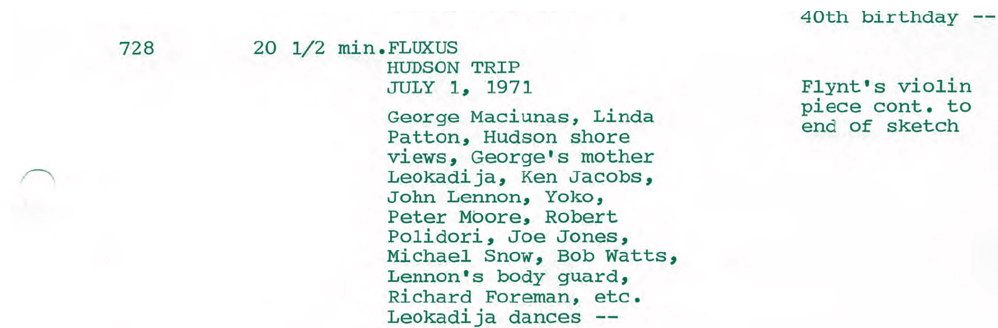 40th birthday --
728 20 1/2 min. FLUXUS
HUDSON TRIP
JULY 1, 1971
George Maciunas, Linda
Patton, Hudson shore
views, George's mother
Leokadija, Ken Jacobs,
John Lennon, Yoko,
Peter Moore, Robert
Polidori, Joe Jones,
Michael Snow, Bob Watts,
Lennon's body guard,
Richard Foreman, etc.
Leokadija dances --
Flynt's violin
piece cont. to
end of sketch